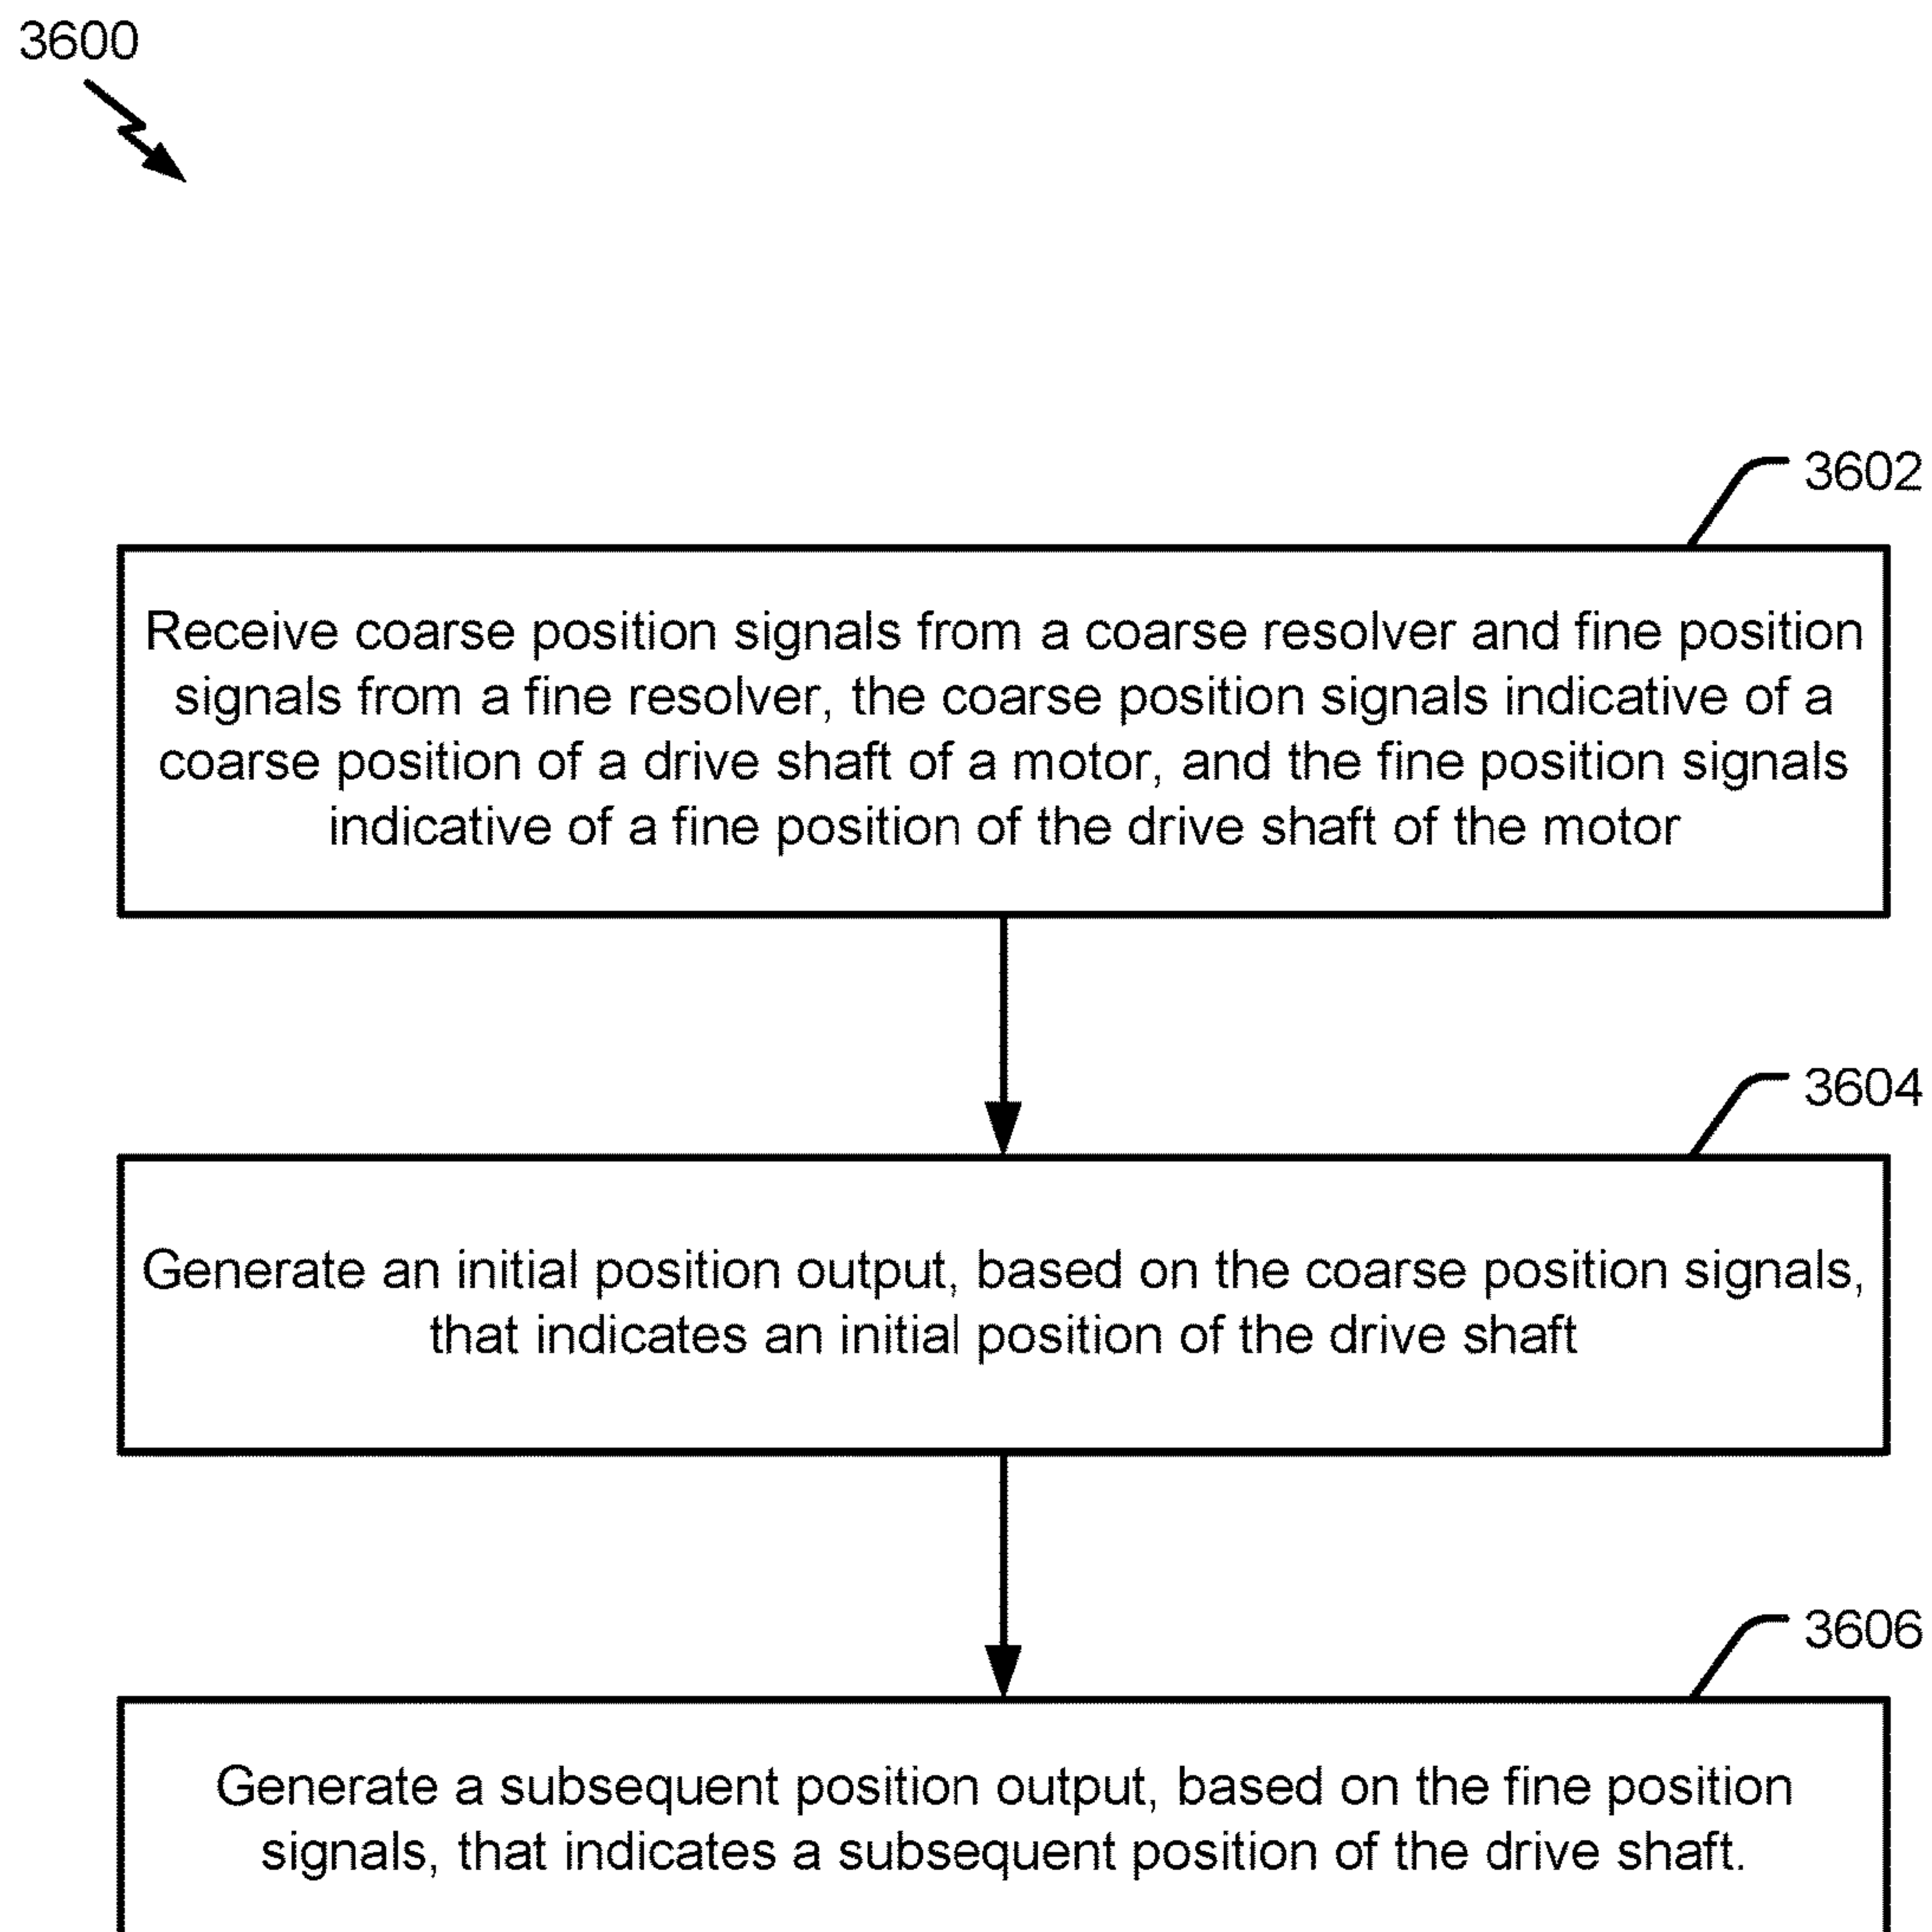 3600
3602
Receive coarse position signals from a coarse resolver and fine position
signals from a fine resolver, the coarse position signals indicative of a
coarse position of a drive shaft of a motor, and the fine position signals
indicative of a fine position of the drive shaft of the motor
3604
Generate an initial position output, based on the coarse position signals,
that indicates an initial position of the drive shaft
3606
Generate a subsequent position output, based on the fine position
signals, that indicates a subsequent position of the drive shaft.